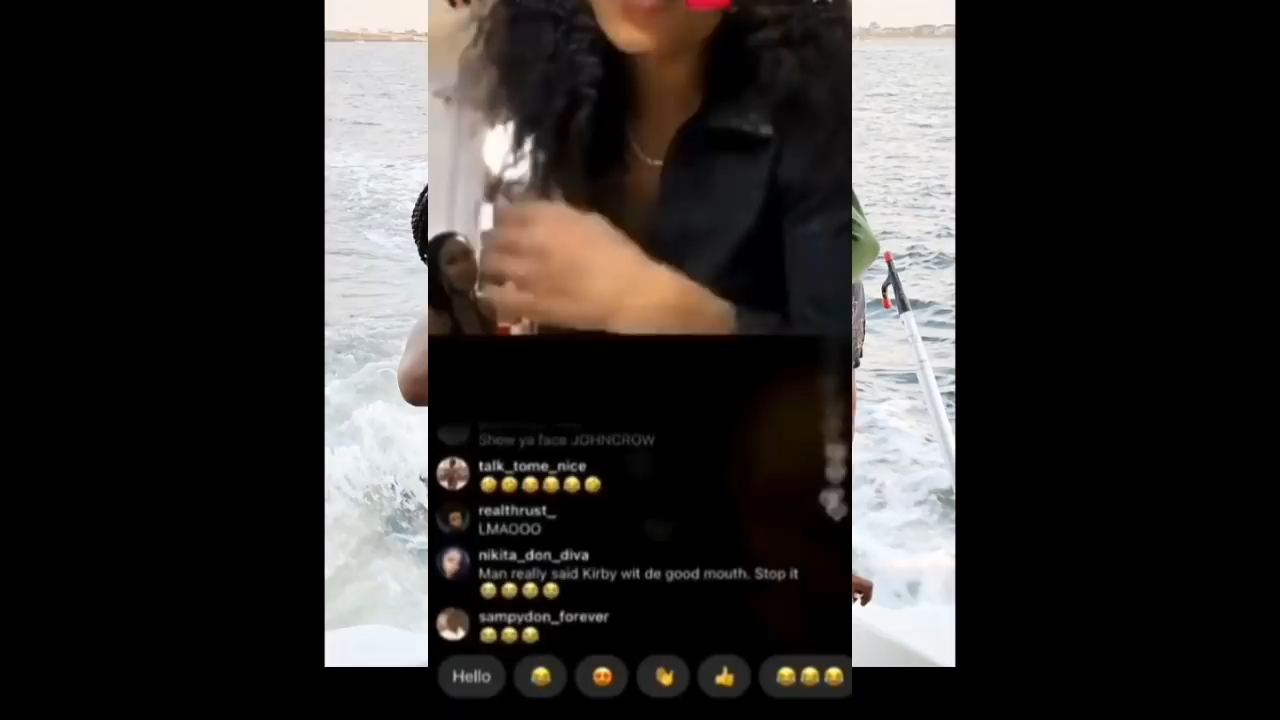 Show ya face JOHNCROW
talk_tome_nice
🤣🤣😂😂😂🤣
realthrust_
LMAOOO
nikita_don_diva
Man really said Kirby wit de good mouth. Stop it
😂😂😂😂
sampydon_forever
😂😂😂
Hello 😂 😍 👏 👍 😂😂😂